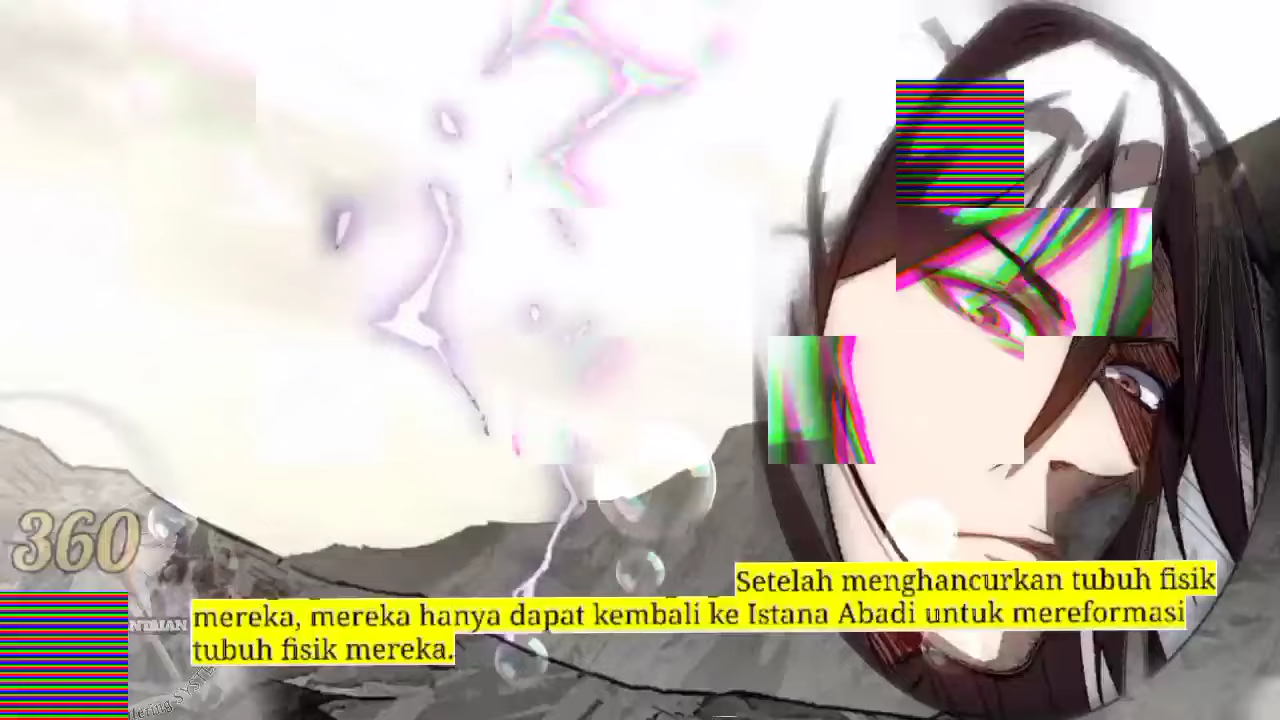 360
Setelah menghancurkan tubuh fisik
mereka, mereka hanya dapat kembali ke Istana Abadi untuk mereformasi
tubuh fisik mereka.